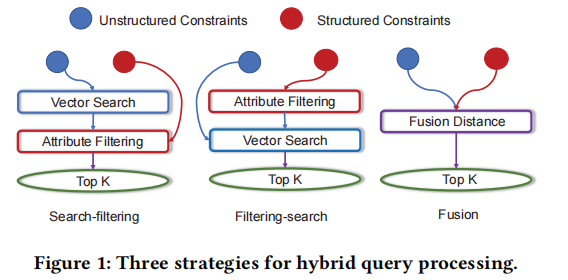 Unstructured Constraints
Structured Constraints
Vector Search
Attribute Filtering
Top K
Search-filtering
Attribute Filtering
Vector Search
Top K
Filtering-search
Fusion Distance
Top K
Fusion
Figure 1: Three strategies for hybrid query processing.